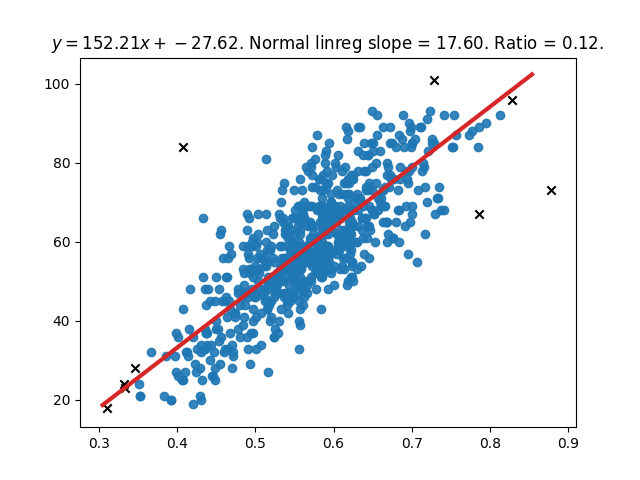 y = 152.21x + −27.62. Normal linreg slope = 17.60. Ratio = 0.12.
100
80
60
40
20
0.3 0.4 0.5 0.6 0.7 0.8 0.9